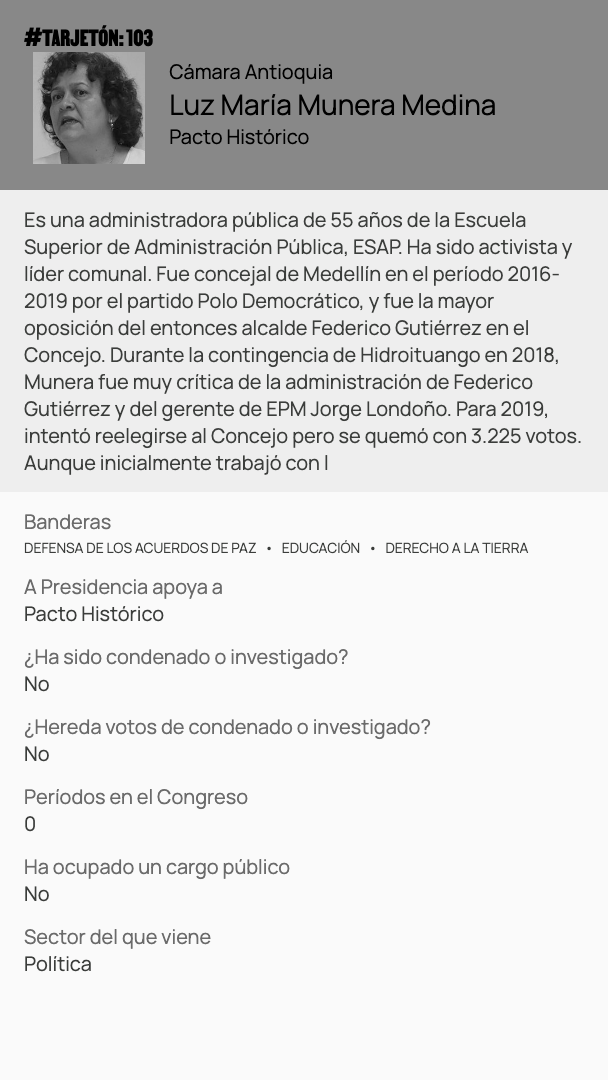 #TARJETÓN: 103
Cámara Antioquia
Luz María Munera Medina
Pacto Histórico
Es una administradora pública de 55 años de la Escuela
Superior de Administración Pública, ESAP. Ha sido activista y
líder comunal. Fue concejal de Medellín en el período 2016-
2019 por el partido Polo Democrático, y fue la mayor
oposición del entonces alcalde Federico Gutiérrez en el
Concejo. Durante la contingencia de Hidroituango en 2018,
Munera fue muy crítica de la administración de Federico
Gutiérrez y del gerente de EPM Jorge Londoño. Para 2019,
intentó reelegirse al Concejo pero se quemó con 3.225 votos.
Aunque inicialmente trabajó con l
Banderas
DEFENSA DE LOS ACUERDOS DE PAZ • EDUCACIÓN • DERECHO A LA TIERRA
A Presidencia apoya a
Pacto Histórico
¿Ha sido condenado o investigado?
No
¿Hereda votos de condenado o investigado?
No
Períodos en el Congreso
0
Ha ocupado un cargo público
No
Sector del que viene
Política